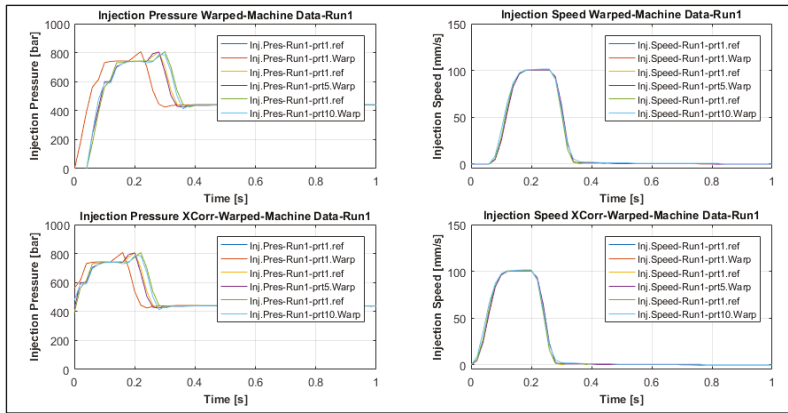 Injection Pressure Warped-Machine Data-Run1
Injection Pressure [bar]
1000
800
600
400
200
0
Inj.Pres-Run1-prt1.ref
Inj.Pres-Run1-prt1.Warp
Inj.Pres-Run1-prt1.ref
Inj.Pres-Run1-prt5.Warp
Inj.Pres-Run1-prt1.ref
Inj.Pres-Run1-prt10.Warp
0 0.2 0.4 0.6 0.8 1
Time [s]
Injection Speed Warped-Machine Data-Run1
Injection Speed [mm/s]
150
100
50
0
Inj.Speed-Run1-prt1.ref
Inj.Speed-Run1-prt1.Warp
Inj.Speed-Run1-prt1.ref
Inj.Speed-Run1-prt5.Warp
Inj.Speed-Run1-prt1.ref
Inj.Speed-Run1-prt10.Warp
0 0.2 0.4 0.6 0.8 1
Time [s]
Injection Pressure XCorr-Warped-Machine Data-Run1
Injection Pressure [bar]
1000
800
600
400
200
0
Inj.Pres-Run1-prt1.ref
Inj.Pres-Run1-prt1.Warp
Inj.Pres-Run1-prt1.ref
Inj.Pres-Run1-prt5.Warp
Inj.Pres-Run1-prt1.ref
Inj.Pres-Run1-prt10.Warp
0 0.2 0.4 0.6 0.8 1
Time [s]
Injection Speed XCorr-Warped-Machine Data-Run1
Injection Speed [mm/s]
150
100
50
0
Inj.Speed-Run1-prt1.ref
Inj.Speed-Run1-prt1.Warp
Inj.Speed-Run1-prt1.ref
Inj.Speed-Run1-prt5.Warp
Inj.Speed-Run1-prt1.ref
Inj.Speed-Run1-prt10.Warp
0 0.2 0.4 0.6 0.8 1
Time [s]